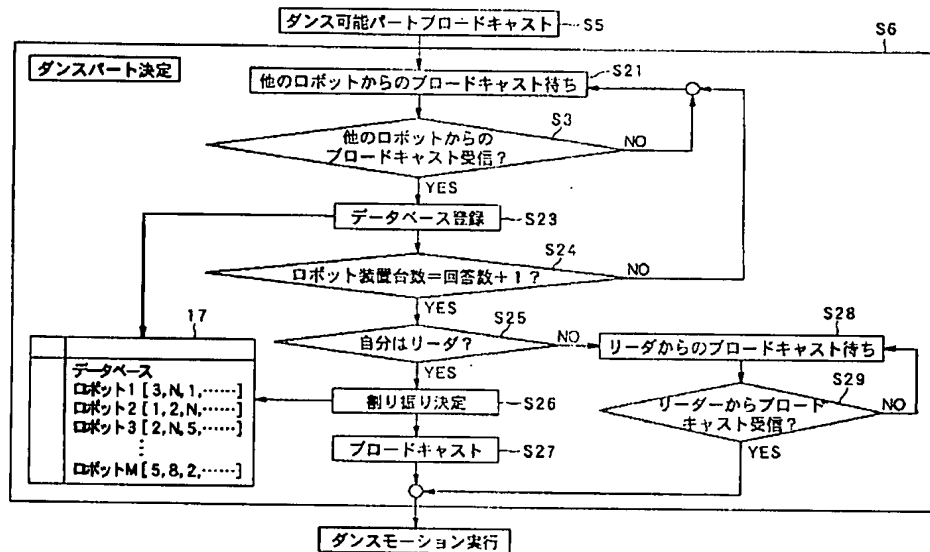 ダンス可能パートブロードキャスト
S5
S6
ダンスパート決定
S21
他のロボットからのブロードキャスト待ち
S3
他のロボットからの
ブロードキャスト受信?
NO
YES
データベース登録
S23
S24
ロボット装置台数=回答数+1?
NO
YES
S25
自分はリーダ?
NO
YES
S28
リーダからのブロードキャスト待ち
S29
リーダーからブロード
キャスト受信?
NO
YES
17
データベース
ロボット1[3,N,1,……]
ロボット2[1,2,N,……]
ロボット3[2,N,5,……]
⋮
ロボットM[5,8,2,……]
割り振り決定
S26
ブロードキャスト
S27
ダンスモーション実行